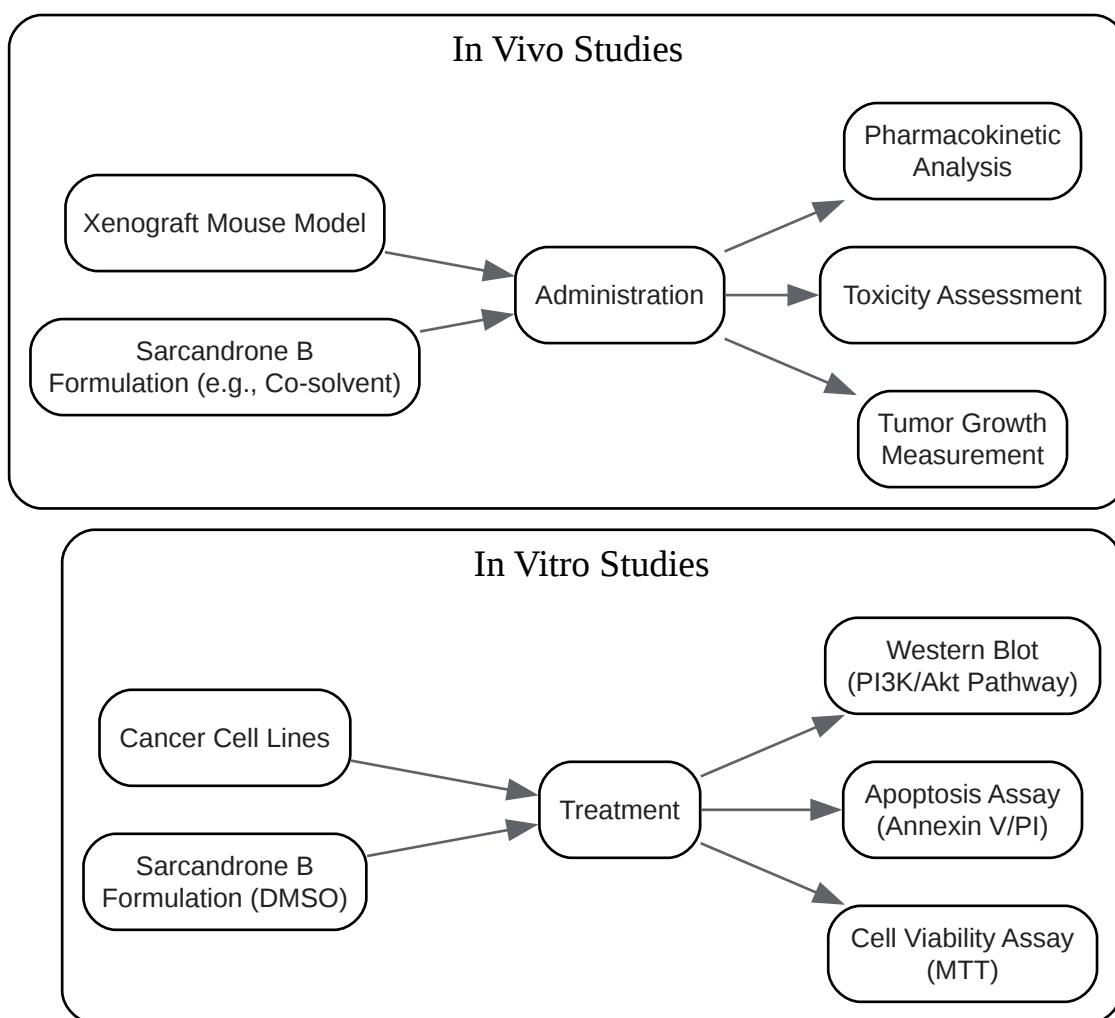 In Vivo Studies
Xenograft Mouse Model
Sarcandrone B
Formulation (e.g., Co-solvent)
Administration
Pharmacokinetic
Analysis
Toxicity Assessment
Tumor Growth
Measurement
In Vitro Studies
Cancer Cell Lines
Sarcandrone B
Formulation (DMSO)
Treatment
Western Blot
(PI3K/Akt Pathway)
Apoptosis Assay
(Annexin V/PI)
Cell Viability Assay
(MTT)